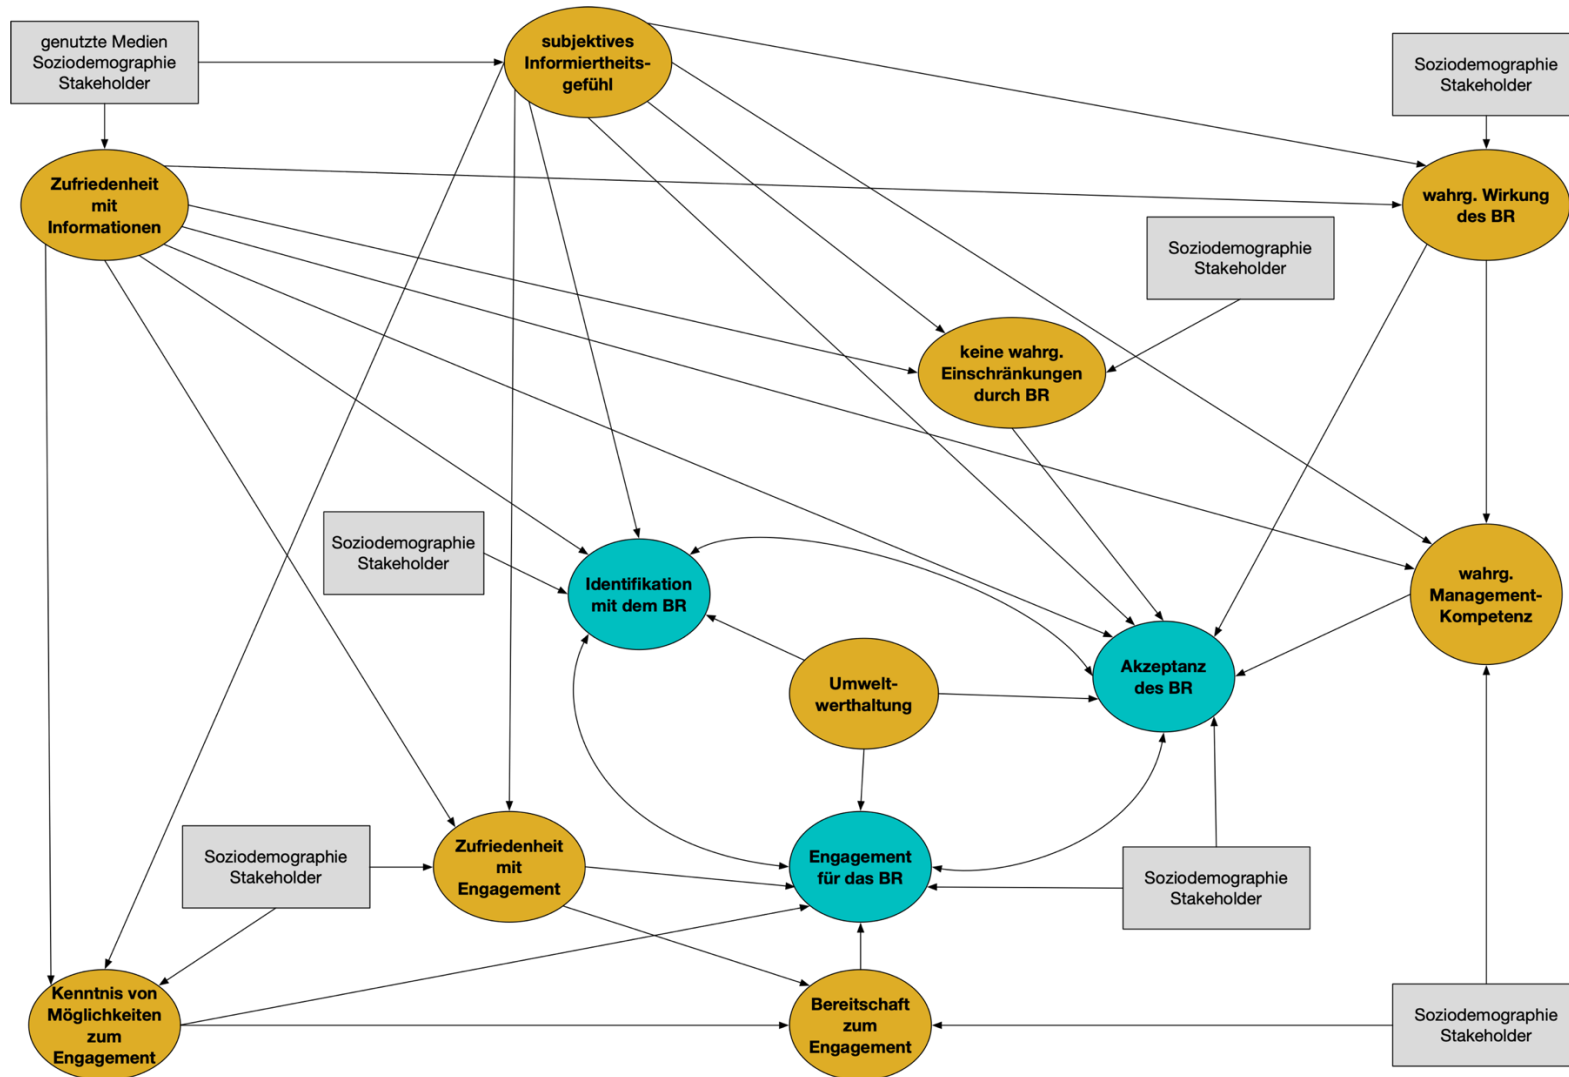 genutzte Medien
Soziodemographie
Stakeholder
subjektives
Informiertheits-
gefühl
Soziodemographie
Stakeholder
Zufriedenheit
mit
Informationen
wahrg. Wirkung
des BR
Soziodemographie
Stakeholder
keine wahrg.
Einschränkungen
durch BR
Soziodemographie
Stakeholder
Identifikation
mit dem BR
wahrg.
Management-
Kompetenz
Umwelt-
werthaltung
Akzeptanz
des BR
Soziodemographie
Stakeholder
Zufriedenheit
mit
Engagement
Engagement
für das BR
Soziodemographie
Stakeholder
Kenntnis von
Möglichkeiten
zum
Engagement
Bereitschaft
zum
Engagement
Soziodemographie
Stakeholder